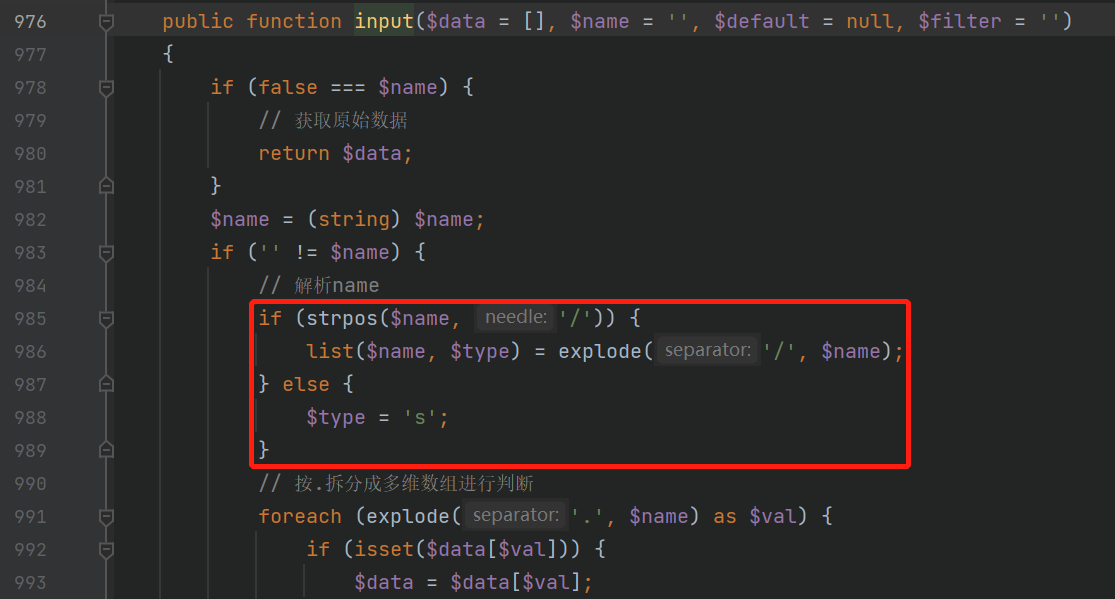 976 public function input($data = [], $name = '', $default = null, $filter = '')
977 {
978 if (false === $name) {
979 // 获取原始数据
980 return $data;
981 }
982 $name = (string) $name;
983 if ('' != $name) {
984 // 解析name
985 if (strpos($name, needle: '/')) {
986 list($name, $type) = explode( separator: '/', $name);
987 } else {
988 $type = 's';
989 }
990 // 按.拆分成多维数组进行判断
991 foreach (explode( separator: '.', $name) as $val) {
992 if (isset($data[$val])) {
993 $data = $data[$val];